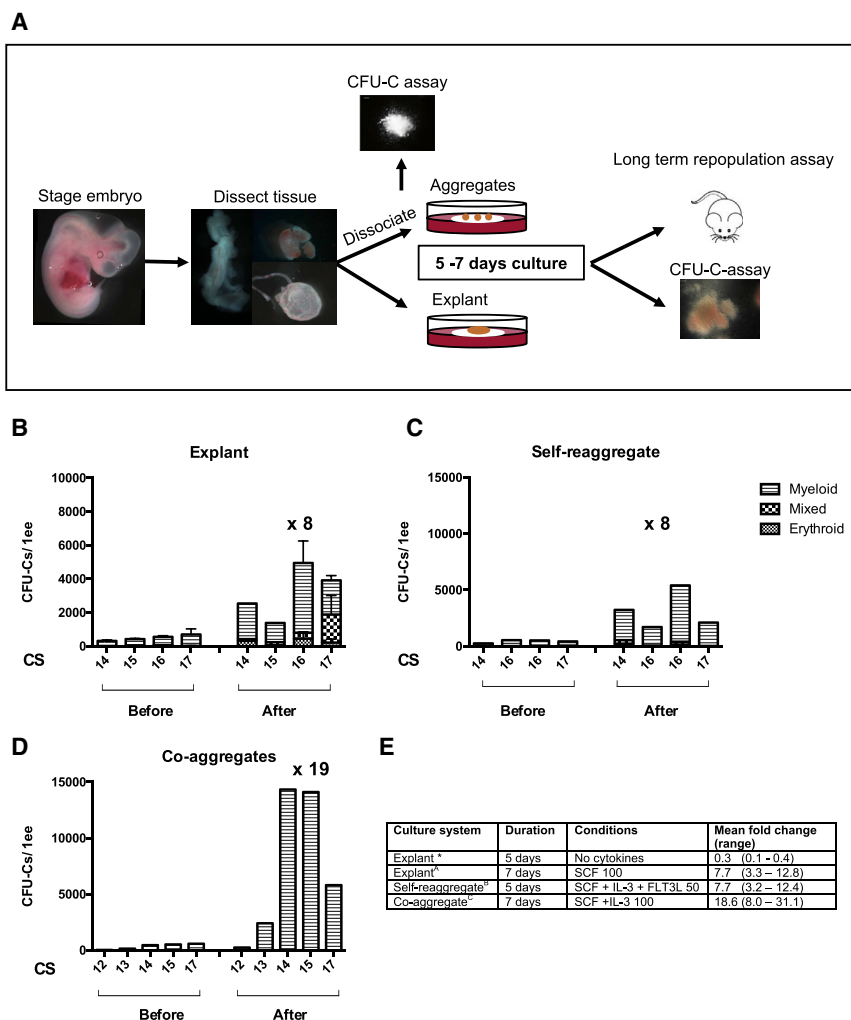 A
CFU-C assay
Long term repopulation assay
Stage embryo
Dissect tissue
Aggregates
Dissociate
5 -7 days culture
CFU-C-assay
Explant
B
Explant
10000
8000
6000
4000
2000
0
CFU-Cs/ 1ee
x 8
CS
14 15 16 17 14 15 16 17
Before After
C
Self-reaggregate
15000
10000
5000
0
CFU-Cs/ 1ee
x 8
14 16 16 17 14 16 16 17
Before After
Myeloid
Mixed
Erythroid
D
Co-aggregates
15000
10000
5000
0
CFU-Cs/ 1ee
x 19
CS
12 13 14 15 17 12 13 14 15 17
Before After
E
Culture system Duration Conditions Mean fold change
(range)
Explant * 5 days No cytokines 0.3 (0.1 - 0.4)
Explant^A 7 days SCF 100 7.7 (3.3 – 12.8)
Self-reaggregate^B 5 days SCF + IL-3 + FLT3L 50 7.7 (3.2 – 12.4)
Co-aggregate^C 7 days SCF +IL-3 100 18.6 (8.0 – 31.1)